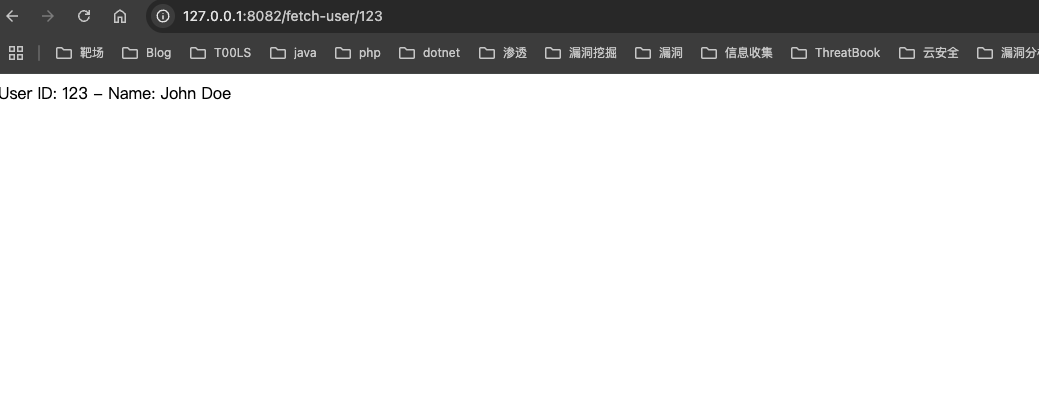 127.0.0.1:8082/fetch-user/123
靶场 Blog T00LS java php dotnet 渗透 漏洞挖掘 漏洞 信息收集 ThreatBook 云安全 漏洞分
User ID: 123 – Name: John Doe